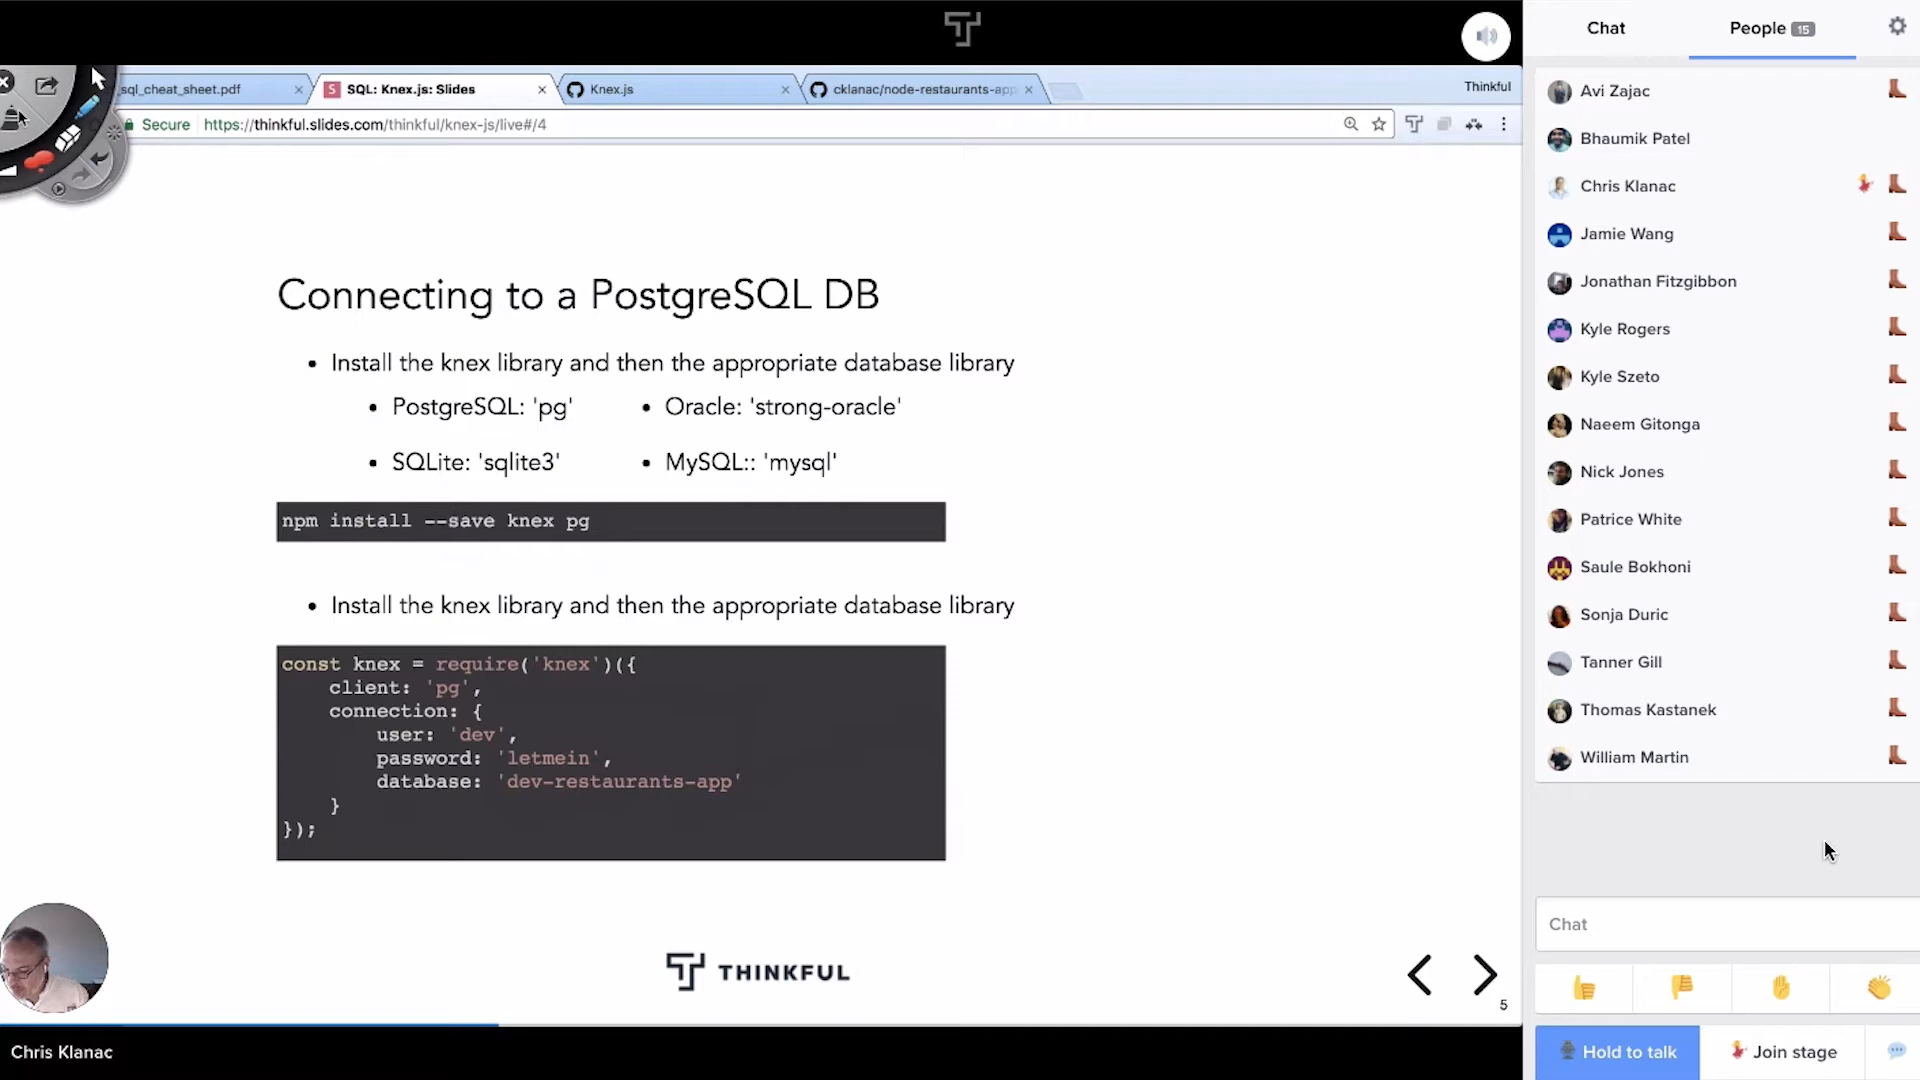 Chat
People 15
_sql_cheat_sheet.pdf
SQL: Knex.js: Slides
Knex.js
cklanac/node-restaurants-app
Thinkful
Secure
https://thinkful.slides.com/thinkful/knex-js/live#/4
Connecting to a PostgreSQL DB
Install the knex library and then the appropriate database library
PostgreSQL: 'pg'
Oracle: 'strong-oracle'
SQLite: 'sqlite3'
MySQL:: 'mysql'
npm install --save knex pg
Install the knex library and then the appropriate database library
const knex = require('knex')({
client: 'pg',
connection: {
user: 'dev',
password: 'letmein',
database: 'dev-restaurants-app'
}
});
THINKFUL
5
Chris Klanac
Avi Zajac
Bhaumik Patel
Chris Klanac
Jamie Wang
Jonathan Fitzgibbon
Kyle Rogers
Kyle Szeto
Naeem Gitonga
Nick Jones
Patrice White
Saule Bokhoni
Sonja Duric
Tanner Gill
Thomas Kastanek
William Martin
Chat
Hold to talk
Join stage